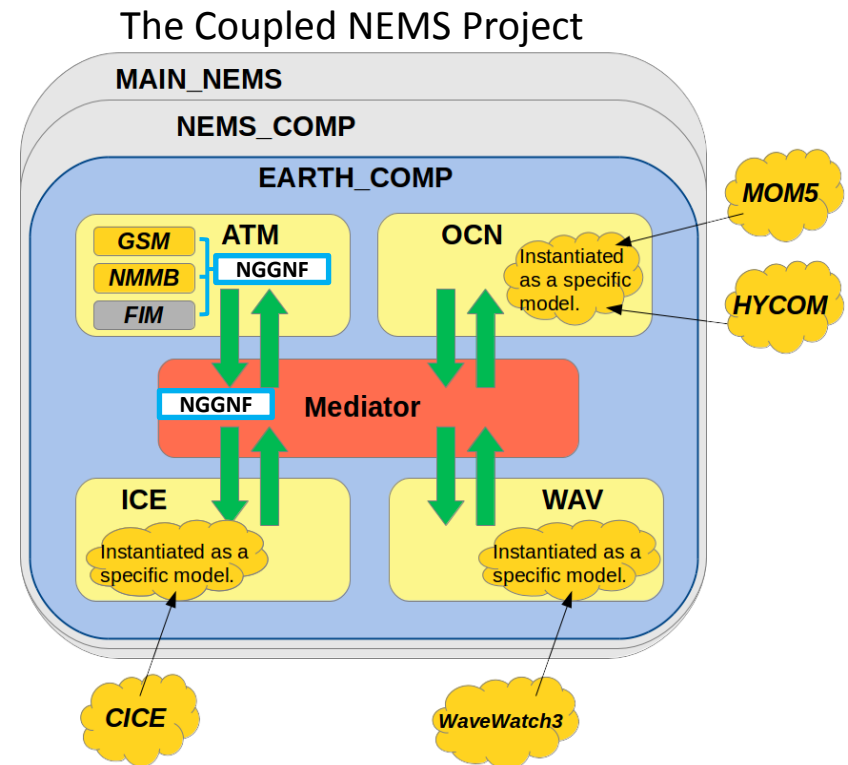 The Coupled NEMS Project
MAIN_NEMS
NEMS_COMP
EARTH_COMP
GSM
ATM
NMMB
NGGNF
FIM
OCN
Instantiated
as a specific
model.
MOM5
HYCOM
NGGNF
Mediator
ICE
Instantiated as a
specific model.
WAV
Instantiated as a
specific model.
CICE
WaveWatch3